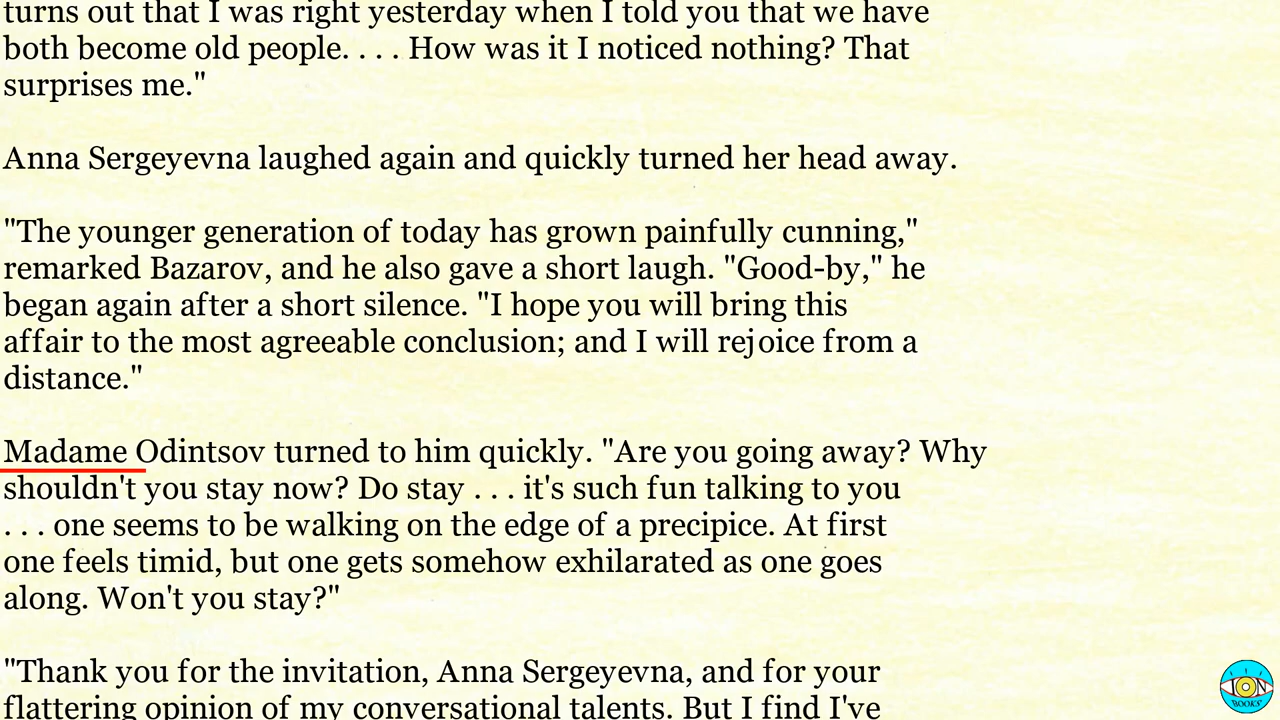 turns out that I was right yesterday when I told you that we have
both become old people. . . . How was it I noticed nothing? That
surprises me."
Anna Sergeyevna laughed again and quickly turned her head away.
"The younger generation of today has grown painfully cunning,"
remarked Bazarov, and he also gave a short laugh. "Good-by," he
began again after a short silence. "I hope you will bring this
affair to the most agreeable conclusion; and I will rejoice from a
distance."
Madame Odintsov turned to him quickly. "Are you going away? Why
shouldn't you stay now? Do stay . . . it's such fun talking to you
. . . one seems to be walking on the edge of a precipice. At first
one feels timid, but one gets somehow exhilarated as one goes
along. Won't you stay?"
"Thank you for the invitation, Anna Sergeyevna, and for your
flattering opinion of my conversational talents. But I find I've
ION
BOOKS